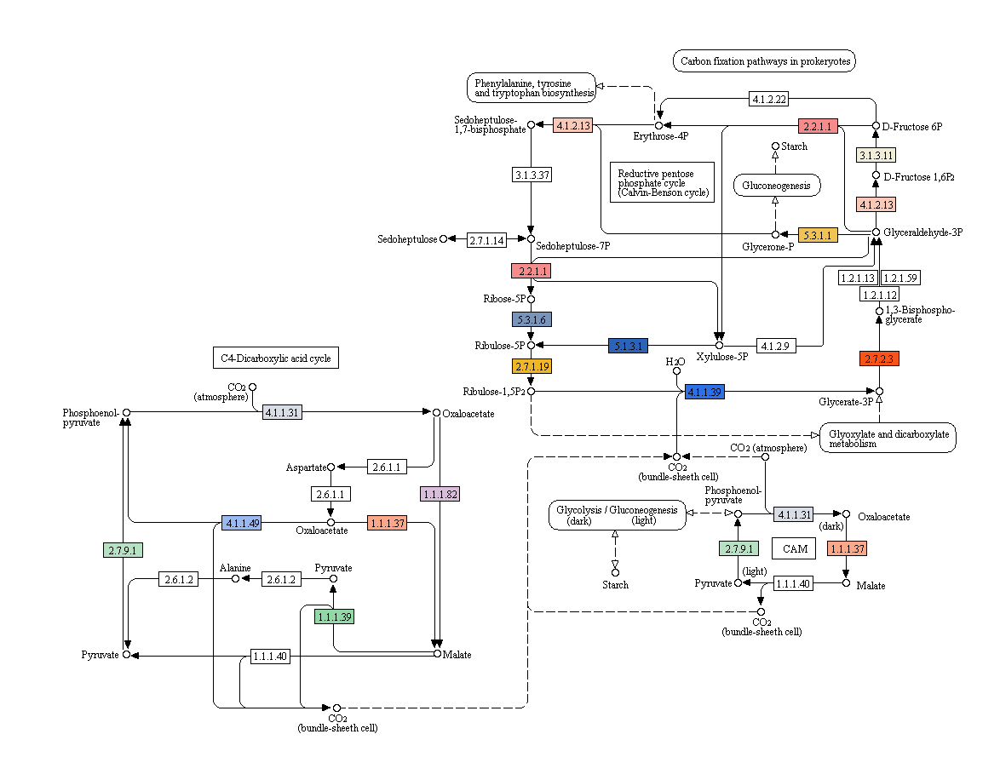 Carbon fixation pathways in prokeryotes
Phenylalanine, tyrosine
and tryptophan biosynthesis
4.1.2.22
Sedoheptulose-
1,7-bisphosphate
4.1.2.13
Erythrose-4P
2.2.1.1
D-Fructose 6P
Starch
3.1.3.11
3.1.3.37
Reductive pentose
phosphate cycle
(Calvin-Benson cycle)
Gluconeogenesis
D-Fructose 1,6P2
4.1.2.13
Sedoheptulose
2.7.1.14
Sedoheptulose-7P
Glycerone-P
5.3.1.1
Glyceraldehyde-3P
2.2.1.1
1.2.1.13
1.2.1.59
1.2.1.12
Ribose-5P
5.3.1.6
1,3-Bisphospho-
glycerate
Ribulose-5P
5.1.3.1
Xylulose-5P
4.1.2.9
2.7.2.3
C4-Dicarboxylic acid cycle
2.7.1.19
H2O
Ribulose-1,5P2
4.1.1.39
Glycerate-3P
CO2
(atmosphere)
Phosphoenol-
pyruvate
4.1.1.31
Oxaloacetate
Glyoxylate and dicarboxylate
metabolism
CO2 (atmosphere)
Aspartate
2.6.1.1
CO2
(bundle-sheeth cell)
2.6.1.1
1.1.1.82
Phosphoenol-
pyruvate
Glycolysis / Gluconeogenesis
(dark)
(light)
4.1.1.31
(dark)
Oxaloacetate
4.1.1.49
Oxaloacetate
1.1.1.37
2.7.9.1
2.7.9.1
CAM
1.1.1.37
2.6.1.2
Alanine
2.6.1.2
Pyruvate
Starch
Pyruvate
(light)
1.1.1.40
Malate
1.1.1.39
CO2
(bundle-sheeth cell)
Pyruvate
1.1.1.40
Malate
CO2
(bundle-sheeth cell)